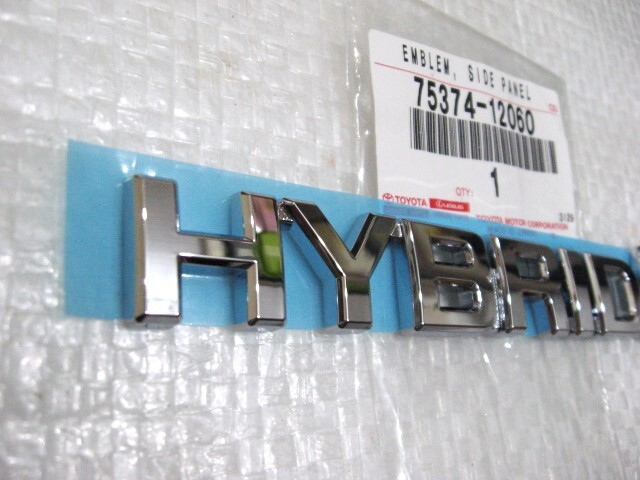 EMBLEM, SIDE PANEL
75374-12060
QTY:
1
TOYOTA LEXUS
TOYOTA MOTOR CORPORATION
HYBRID